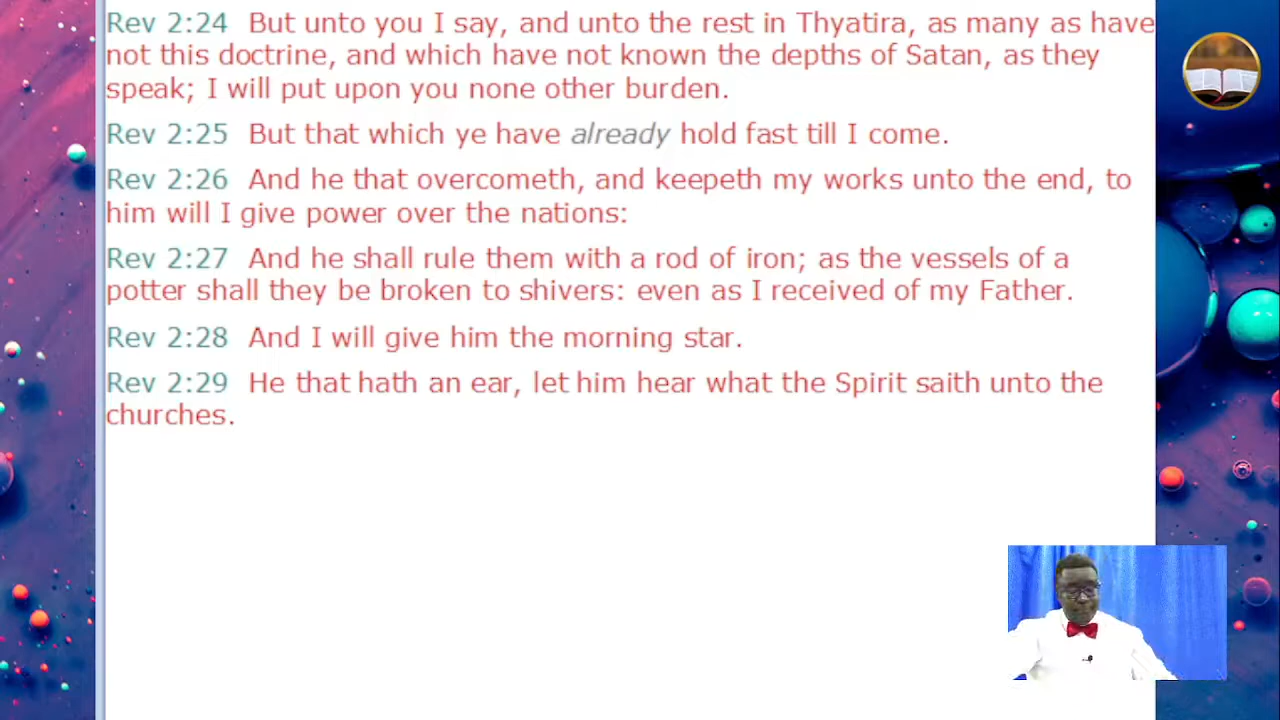 Rev 2:24 But unto you I say, and unto the rest in Thyatira, as many as have
not this doctrine, and which have not known the depths of Satan, as they
speak; I will put upon you none other burden.
Rev 2:25 But that which ye have already hold fast till I come.
Rev 2:26 And he that overcometh, and keepeth my works unto the end, to
him will I give power over the nations:
Rev 2:27 And he shall rule them with a rod of iron; as the vessels of a
potter shall they be broken to shivers: even as I received of my Father.
Rev 2:28 And I will give him the morning star.
Rev 2:29 He that hath an ear, let him hear what the Spirit saith unto the
churches.